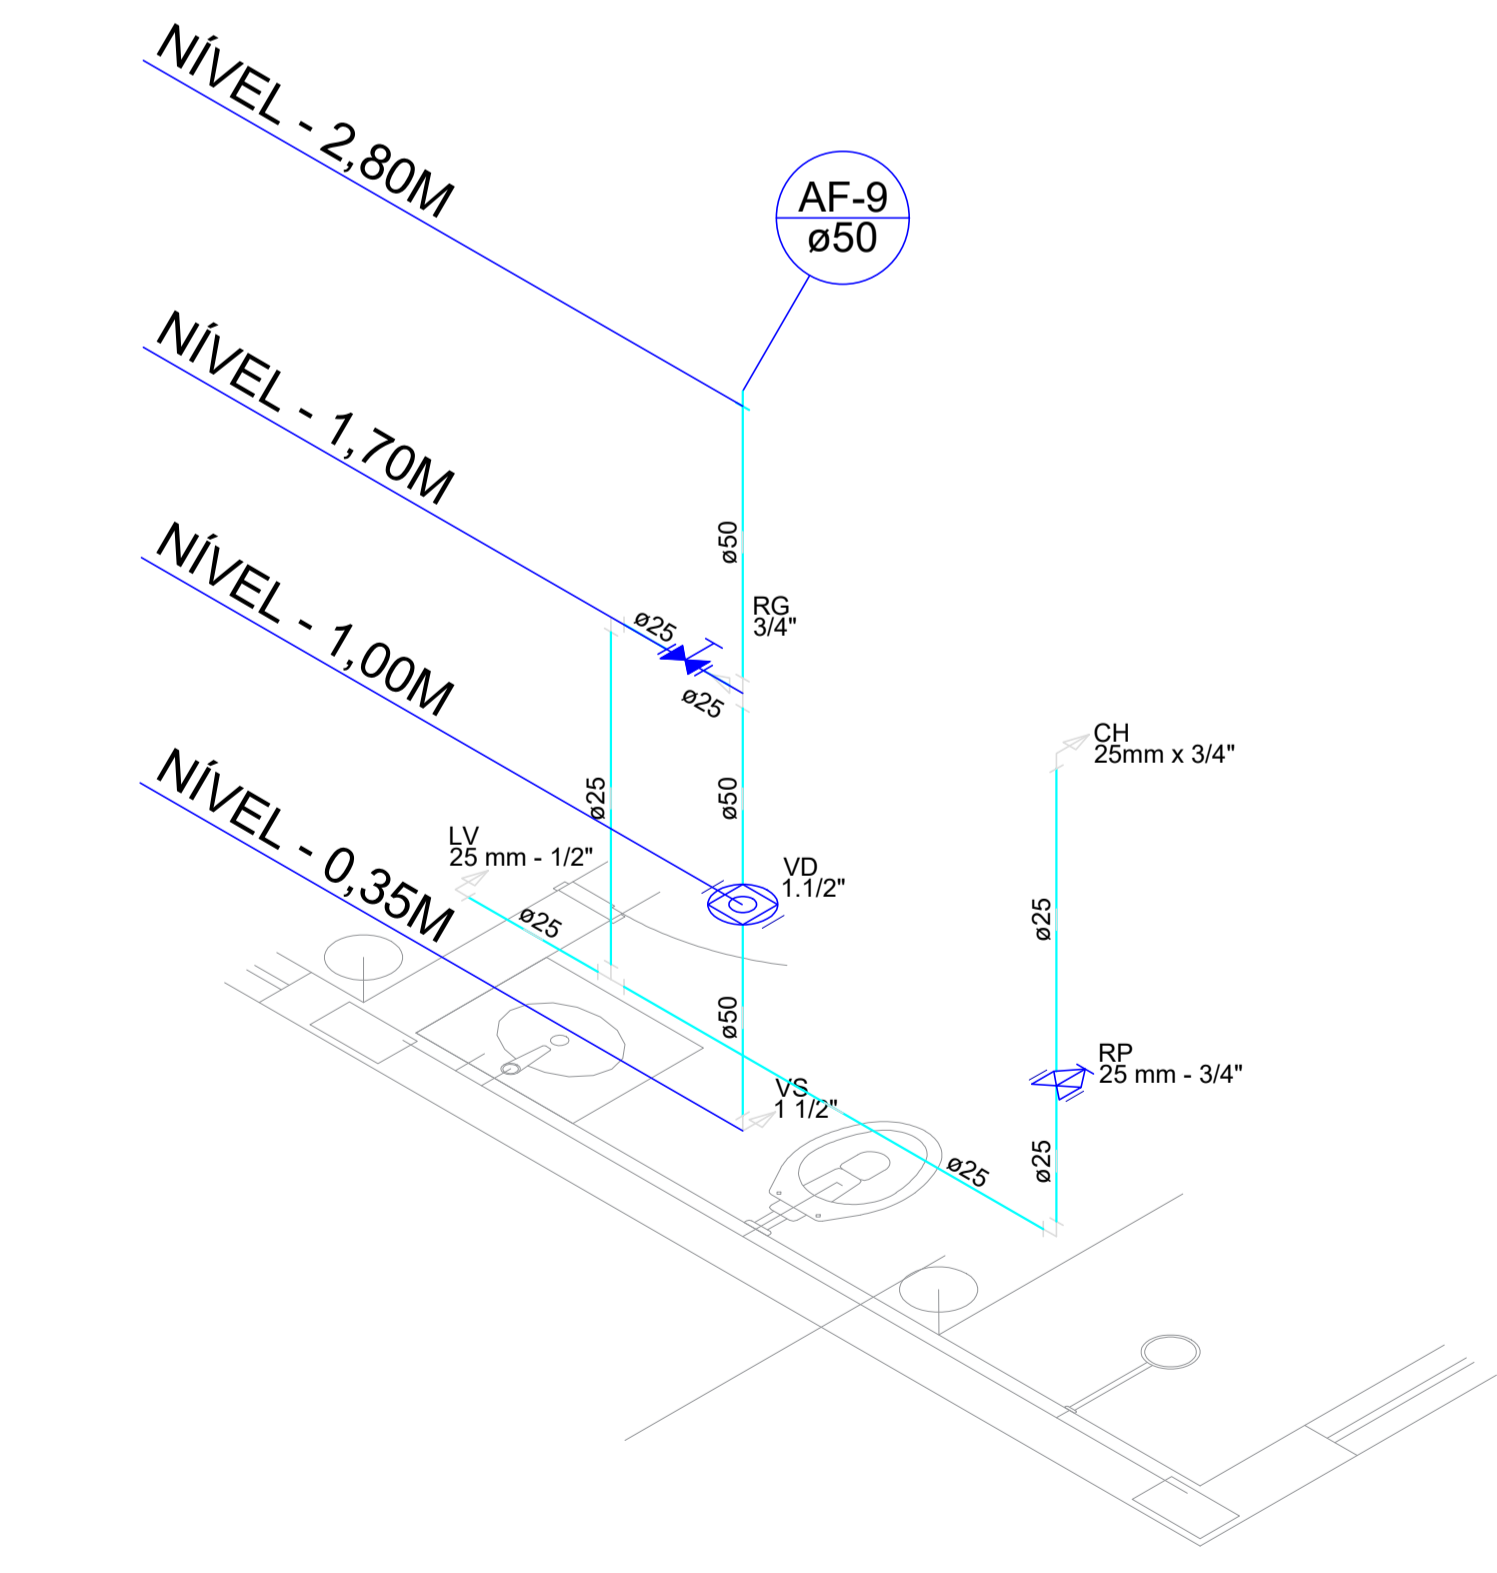 NÍVEL - 2,80M
AF-9
ø50
NÍVEL - 1,70M
ø50
RG
3/4"
ø25
ø25
NÍVEL - 1,00M
CH
25mm x 3/4"
ø25
ø50
NÍVEL - 0,35M
LV
25 mm - 1/2"
VD
1.1/2"
ø25
ø25
ø50
RP
25 mm - 3/4"
VS
1 1/2"
ø25
ø25